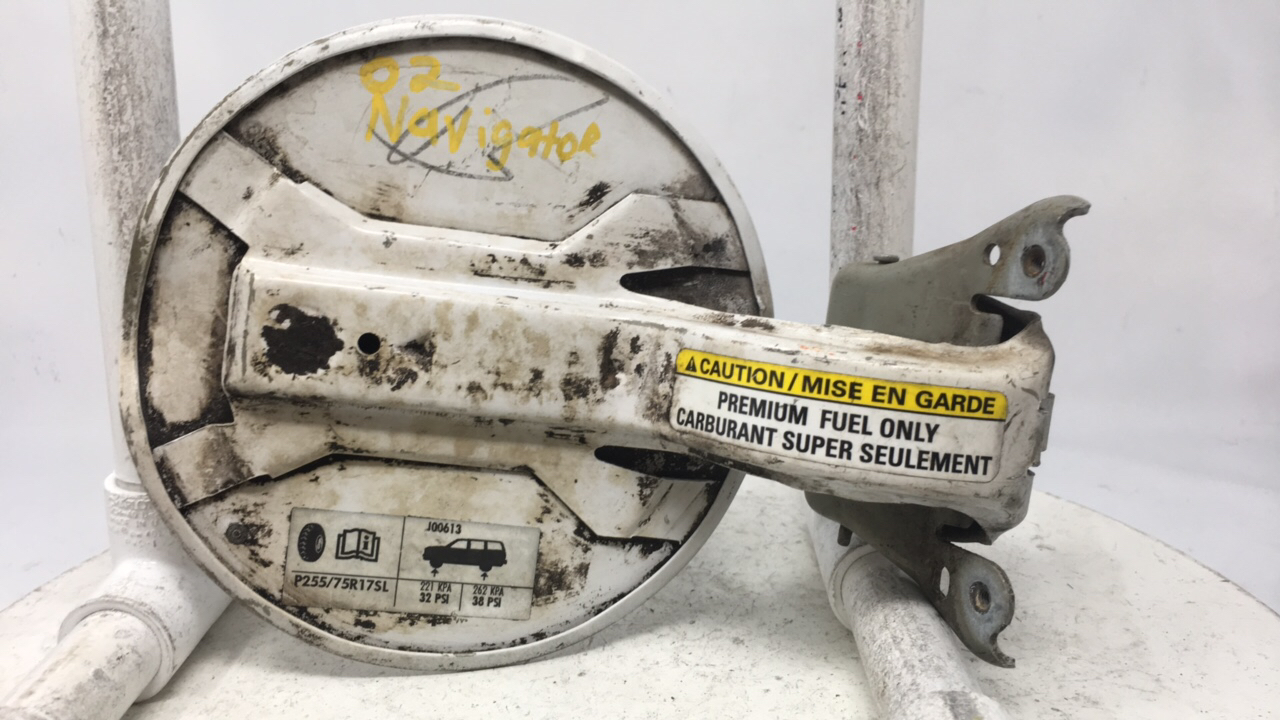 02
Navigator
CAUTION / MISE EN GARDE
PREMIUM FUEL ONLY
CARBURANT SUPER SEULEMENT
J00613
P255/75R17SL
221 KPA
32 PSI
262 KPA
38 PSI